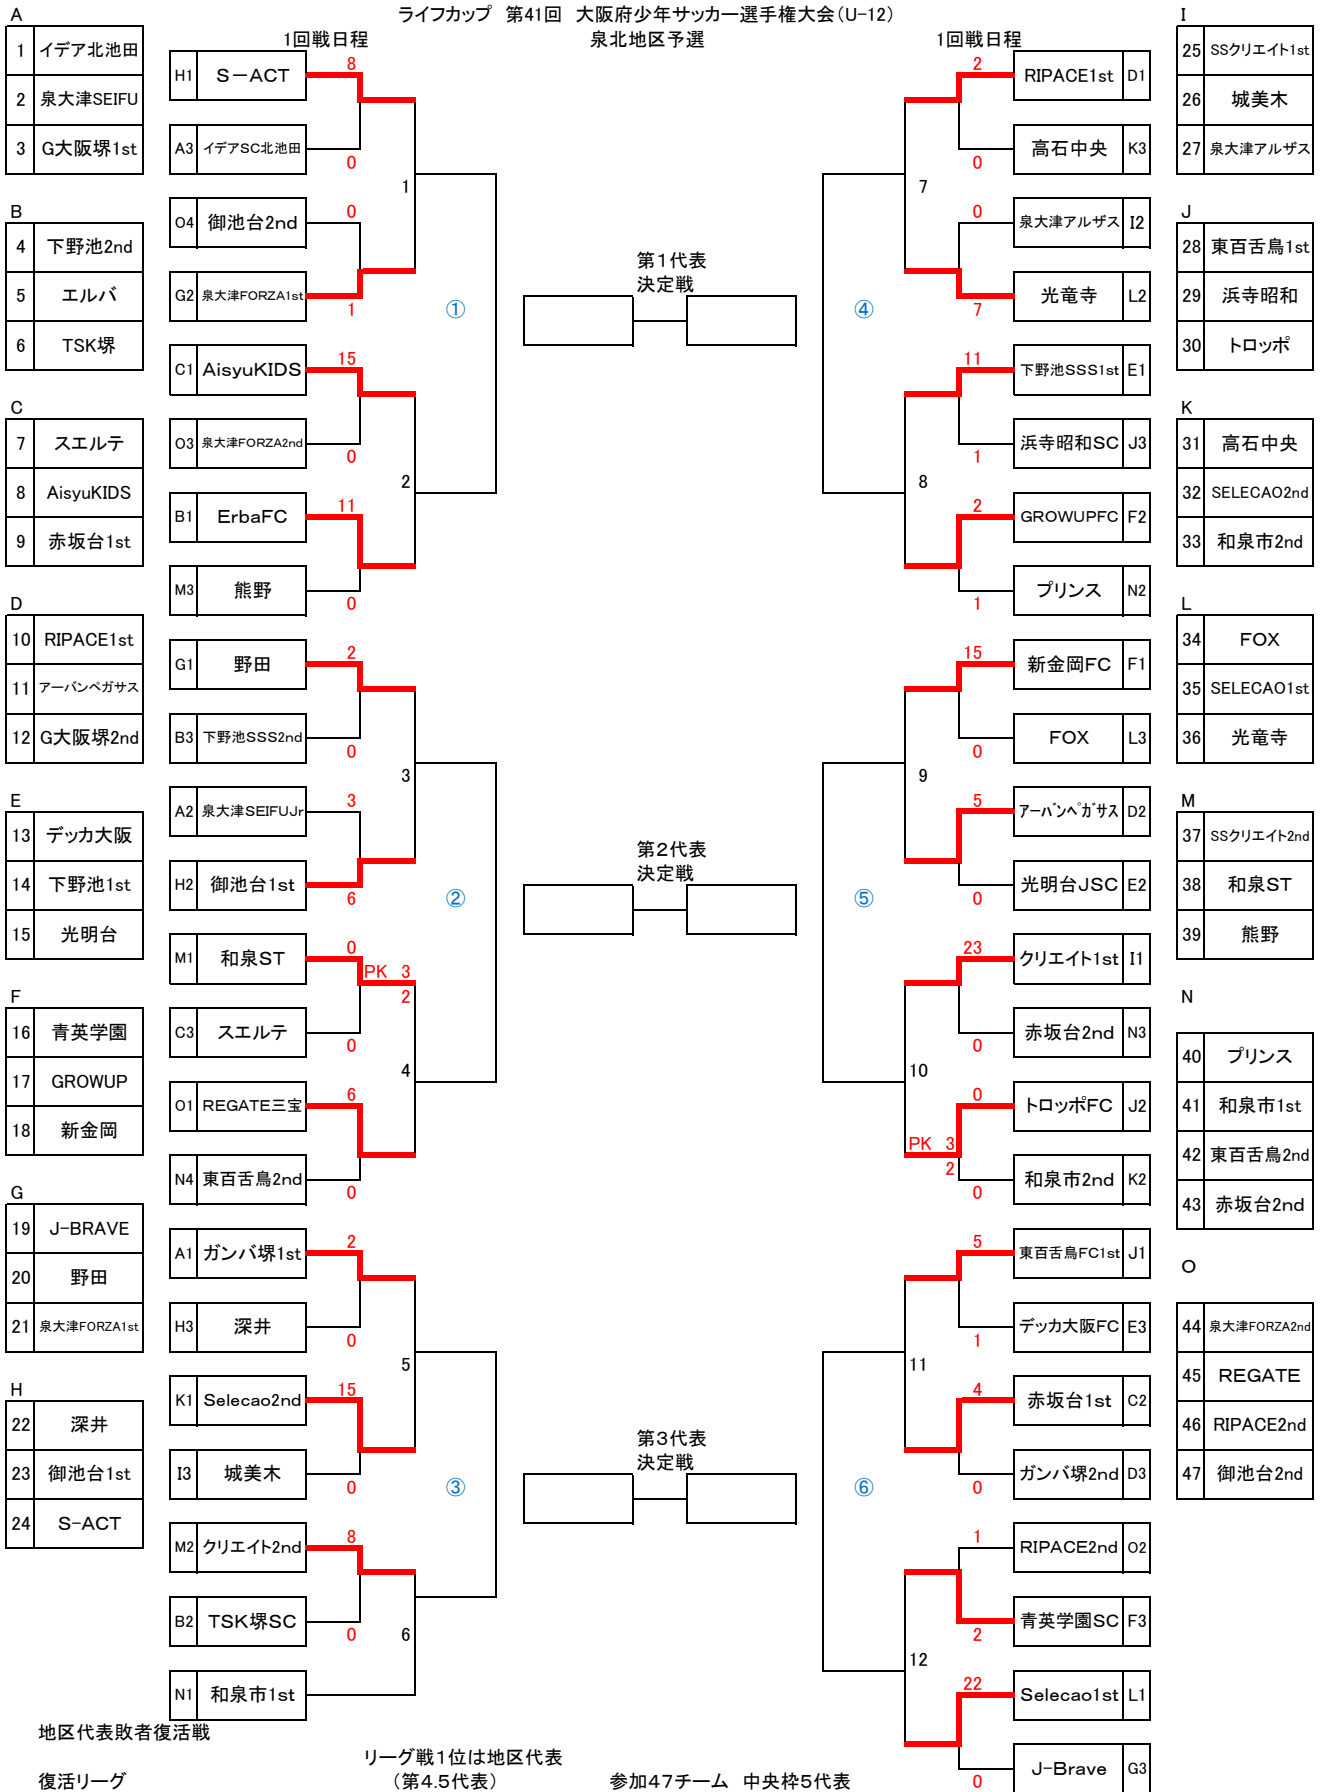 ライフカップ 第41回 大阪府少年サッカー選手権大会(U-12)
泉北地区予選
1回戦日程
1回戦日程
A
1 イデア北池田
2 泉大津SEIFU
3 G大阪堺1st
B
4 下野池2nd
5 エルバ
6 TSK堺
C
7 スエルテ
8 AisyuKIDS
9 赤坂台1st
D
10 RIPACE1st
11 アーバンペガサス
12 G大阪堺2nd
E
13 デッカ大阪
14 下野池1st
15 光明台
F
16 青英学園
17 GROWUP
18 新金岡
G
19 J-BRAVE
20 野田
21 泉大津FORZA1st
H
22 深井
23 御池台1st
24 S-ACT
H1 S－ACT 8
A3 イデアSC北池田 0
1
O4 御池台2nd 0
G2 泉大津FORZA1st 1
①
C1 AisyuKIDS 15
O3 泉大津FORZA2nd 0
2
B1 ErbaFC 11
M3 熊野 0
G1 野田 2
B3 下野池SSS2nd 0
3
A2 泉大津SEIFUJr 3
H2 御池台1st 6
②
M1 和泉ST 0
PK 3
2
C3 スエルテ 0
4
O1 REGATE三宝 6
N4 東百舌鳥2nd 0
A1 ガンバ堺1st 2
H3 深井 0
5
K1 Selecao2nd 15
I3 城美木 0
③
M2 クリエイト2nd 8
B2 TSK堺SC 0
6
N1 和泉市1st
第1代表
決定戦
第2代表
決定戦
第3代表
決定戦
2 RIPACE1st D1
0 高石中央 K3
7
0 泉大津アルザス I2
7 光竜寺 L2
④
11 下野池SSS1st E1
1 浜寺昭和SC J3
8
2 GROWUPFC F2
1 プリンス N2
15 新金岡FC F1
0 FOX L3
9
5 アーバンペガサス D2
0 光明台JSC E2
⑤
23 クリエイト1st I1
0 赤坂台2nd N3
10
0 トロッポFC J2
PK 3
2
0 和泉市2nd K2
5 東百舌鳥FC1st J1
1 デッカ大阪FC E3
11
4 赤坂台1st C2
0 ガンバ堺2nd D3
⑥
1 RIPACE2nd O2
2 青英学園SC F3
12
22 Selecao1st L1
0 J-Brave G3
I
25 SSクリエイト1st
26 城美木
27 泉大津アルザス
J
28 東百舌鳥1st
29 浜寺昭和
30 トロッポ
K
31 高石中央
32 SELECAO2nd
33 和泉市2nd
L
34 FOX
35 SELECAO1st
36 光竜寺
M
37 SSクリエイト2nd
38 和泉ST
39 熊野
N
40 プリンス
41 和泉市1st
42 東百舌鳥2nd
43 赤坂台2nd
O
44 泉大津FORZA2nd
45 REGATE
46 RIPACE2nd
47 御池台2nd
地区代表敗者復活戦
リーグ戦1位は地区代表
復活リーグ (第4.5代表) 参加47チーム 中央枠5代表